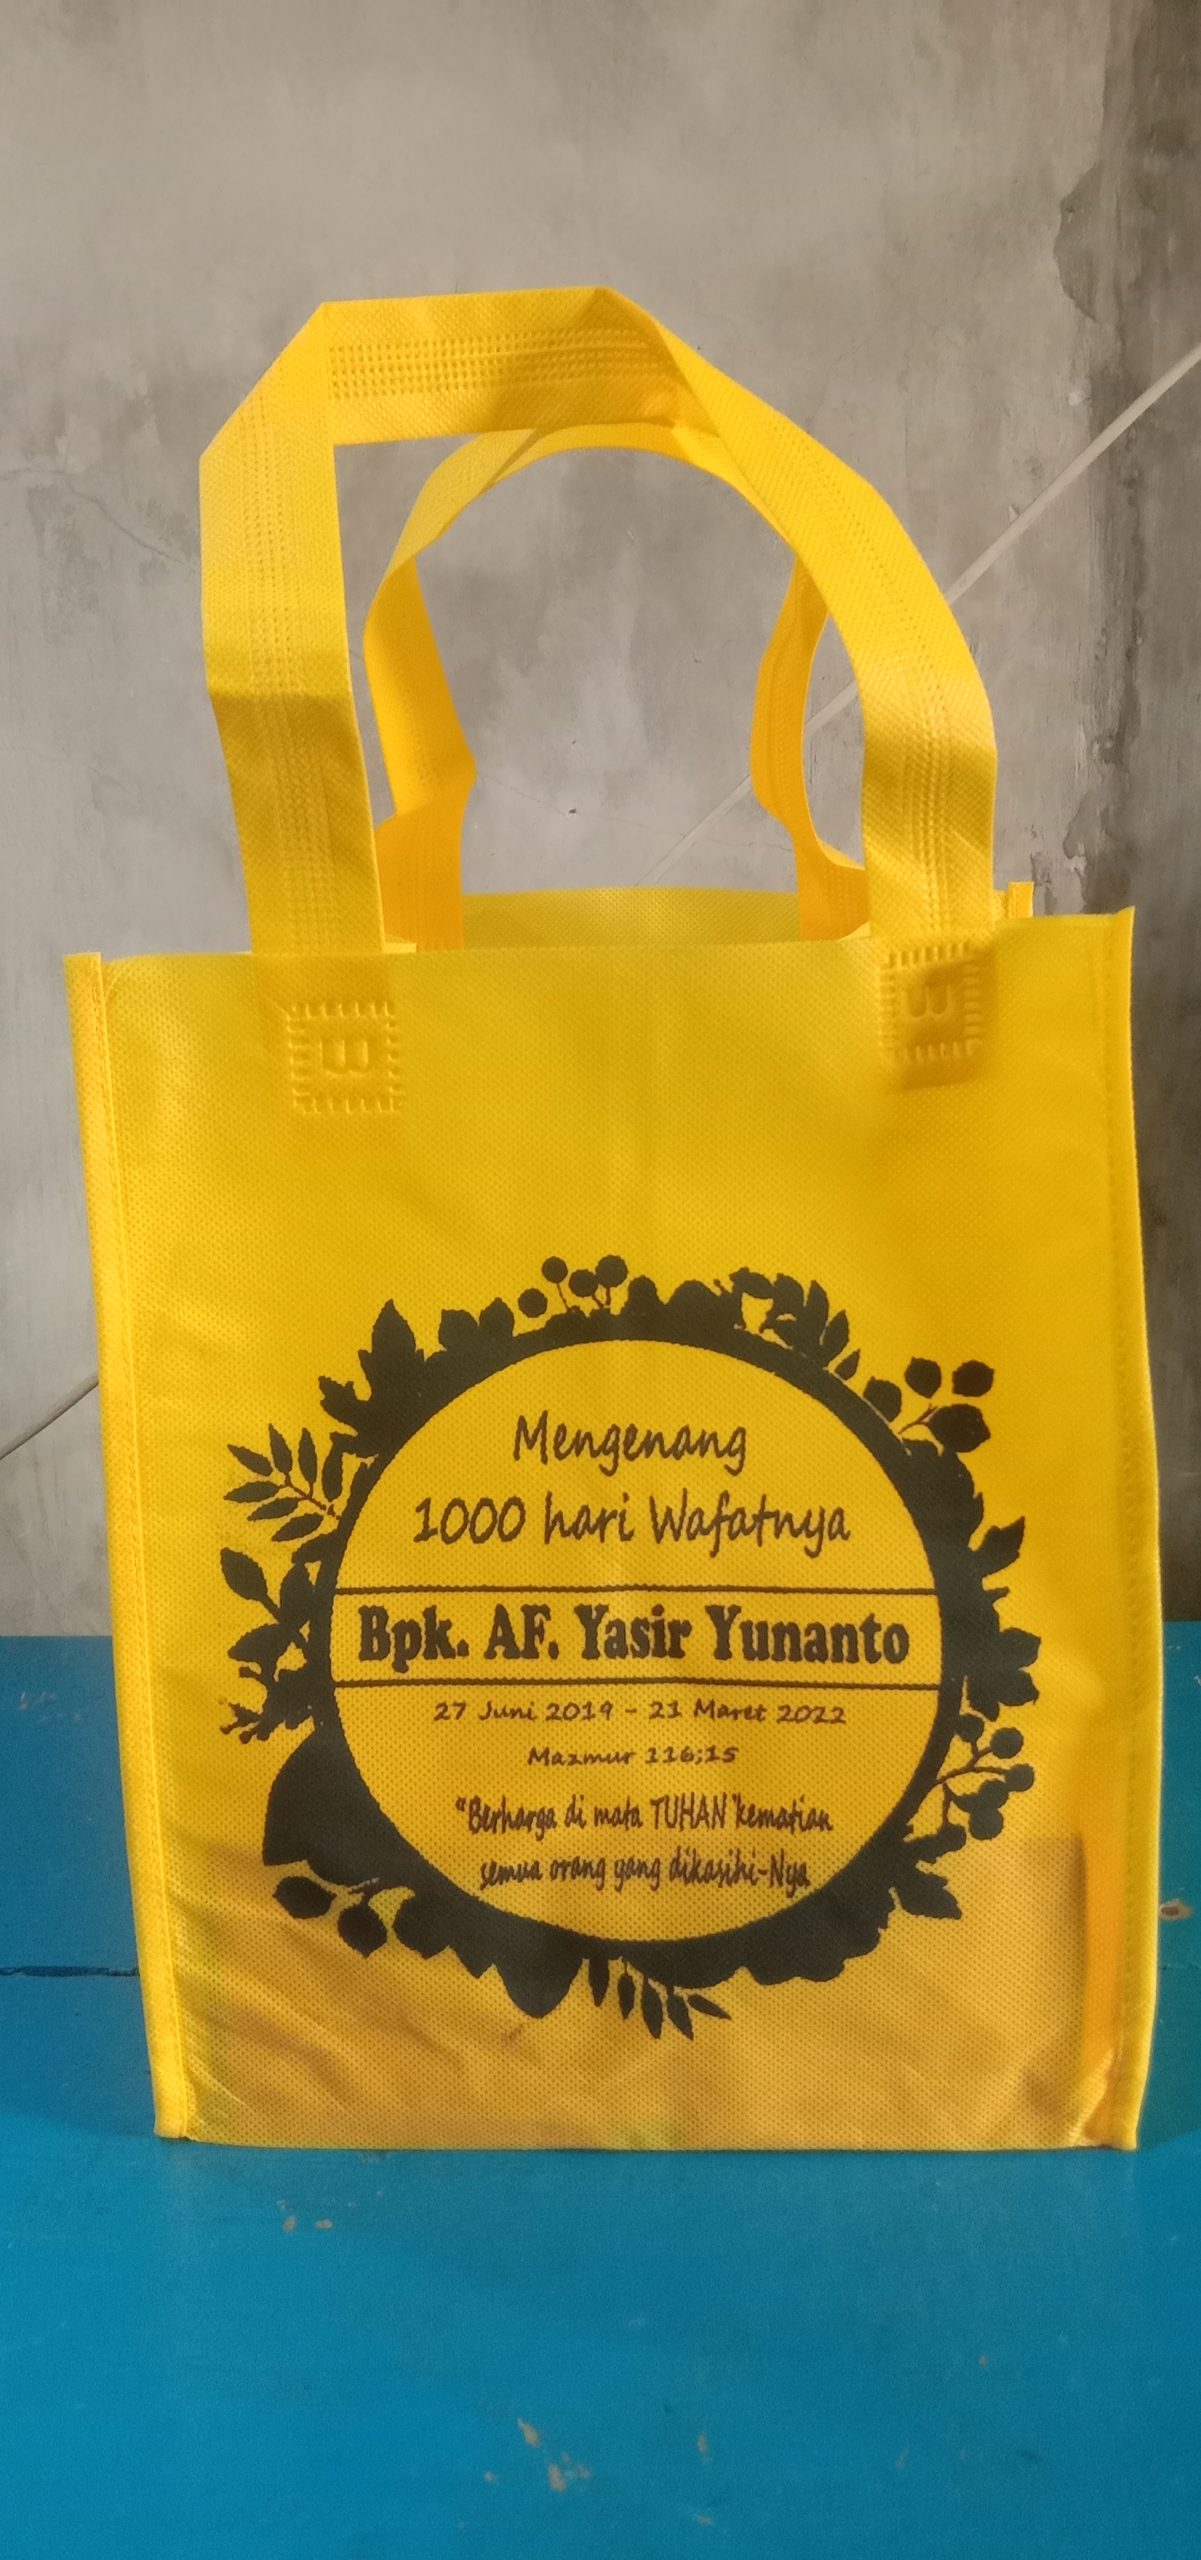 Mengenang
1000 hari Wafatnya
Bpk. AF. Yasir Yunanto
27 Juni 2019 - 21 Maret 2022
Mazmur 116;15
"Berharga di mata TUHAN kematian
semua orang yang dikasihi-Nya